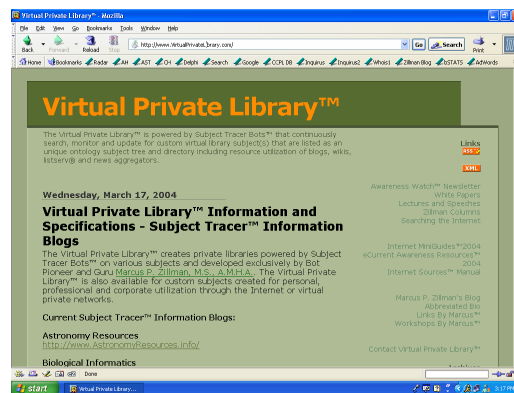 Virtual Private Library™ - Mozilla
File Edit View Go Bookmarks Tools Window Help
Back Forward Reload Stop http://www.VirtualPrivateLibrary.com/ Go Search Print
Home Bookmarks Radar AH AST CH Delphi Search Google CCPL DB Inquirus Inquirus2 Whois1 Zillman Blog bSTATS AdWords
Virtual Private Library™
The Virtual Private Library™ is powered by Subject Tracer Bots™ that continuously
search, monitor and update for custom virtual library subject(s) that are listed as an
unique ontology subject tree and directory including resource utilization of blogs, wikis,
listserv® and news aggregators.
Wednesday, March 17, 2004
Virtual Private Library™ Information and
Specifications - Subject Tracer™ Information
Blogs
The Virtual Private Library™ creates private libraries powered by Subject
Tracer Bots™ on various subjects and developed exclusively by Bot
Pioneer and Guru Marcus P. Zillman, M.S., A.M.H.A.. The Virtual Private
Library™ is also available for custom subjects created for personal,
professional and corporate utilization through the Internet or virtual
private networks.
Current Subject Tracer™ Information Blogs:
Astronomy Resources
http://www.AstronomyResources.info/
Biological Informatics
Links
RSS
XML
Awareness Watch™ Newsletter
White Papers
Lectures and Speeches
Zillman Columns
Searching the Internet
Internet MiniGuides™2004
eCurrent Awareness Resources™
2004
Internet Sources™ Manual
Marcus P. Zillman's Blog
Abbreviated Bio
Links By Marcus™
Workshops By Marcus™
Contact Virtual Private Library™
Archives
Done
start Virtual Private Library... 3:17 PM